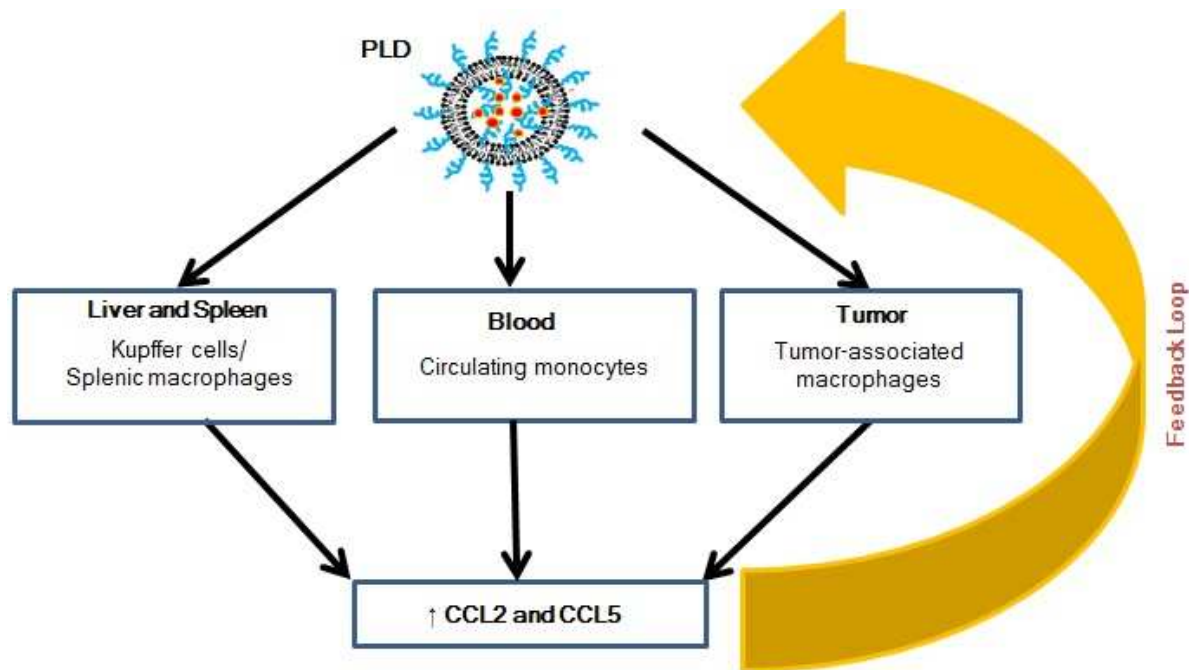 PLD
Liver and Spleen
Kupffer cells/
Splenic macrophages
Blood
Circulating monocytes
Tumor
Tumor-associated
macrophages
↑ CCL2 and CCL5
Feedback Loop